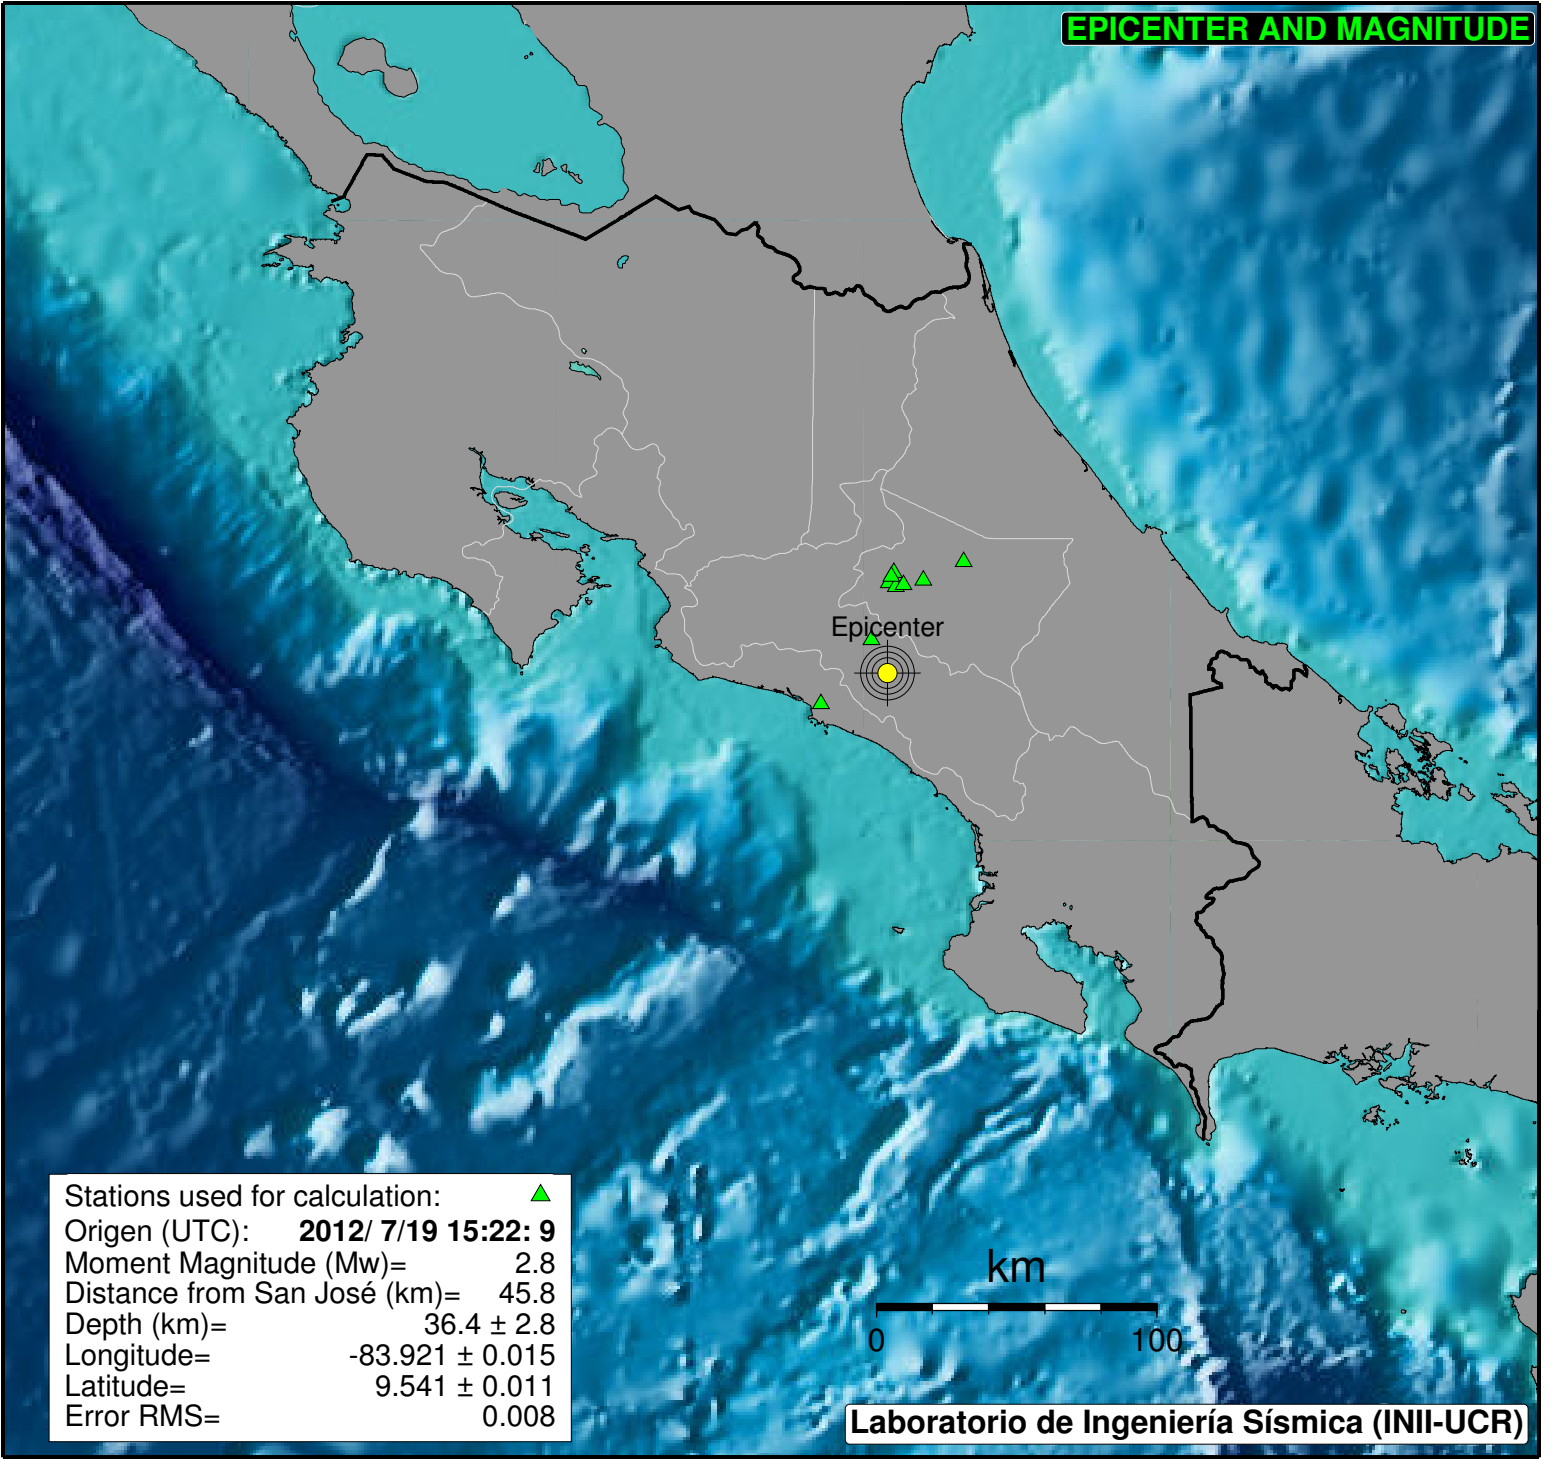 EPICENTER AND MAGNITUDE
Epicenter
Stations used for calculation:
Origen (UTC): 2012/ 7/19 15:22: 9
Moment Magnitude (Mw)= 2.8
Distance from San José (km)= 45.8
Depth (km)= 36.4 ± 2.8
Longitude= -83.921 ± 0.015
Latitude= 9.541 ± 0.011
Error RMS= 0.008
km
0 100
Laboratorio de Ingeniería Sísmica (INII-UCR)